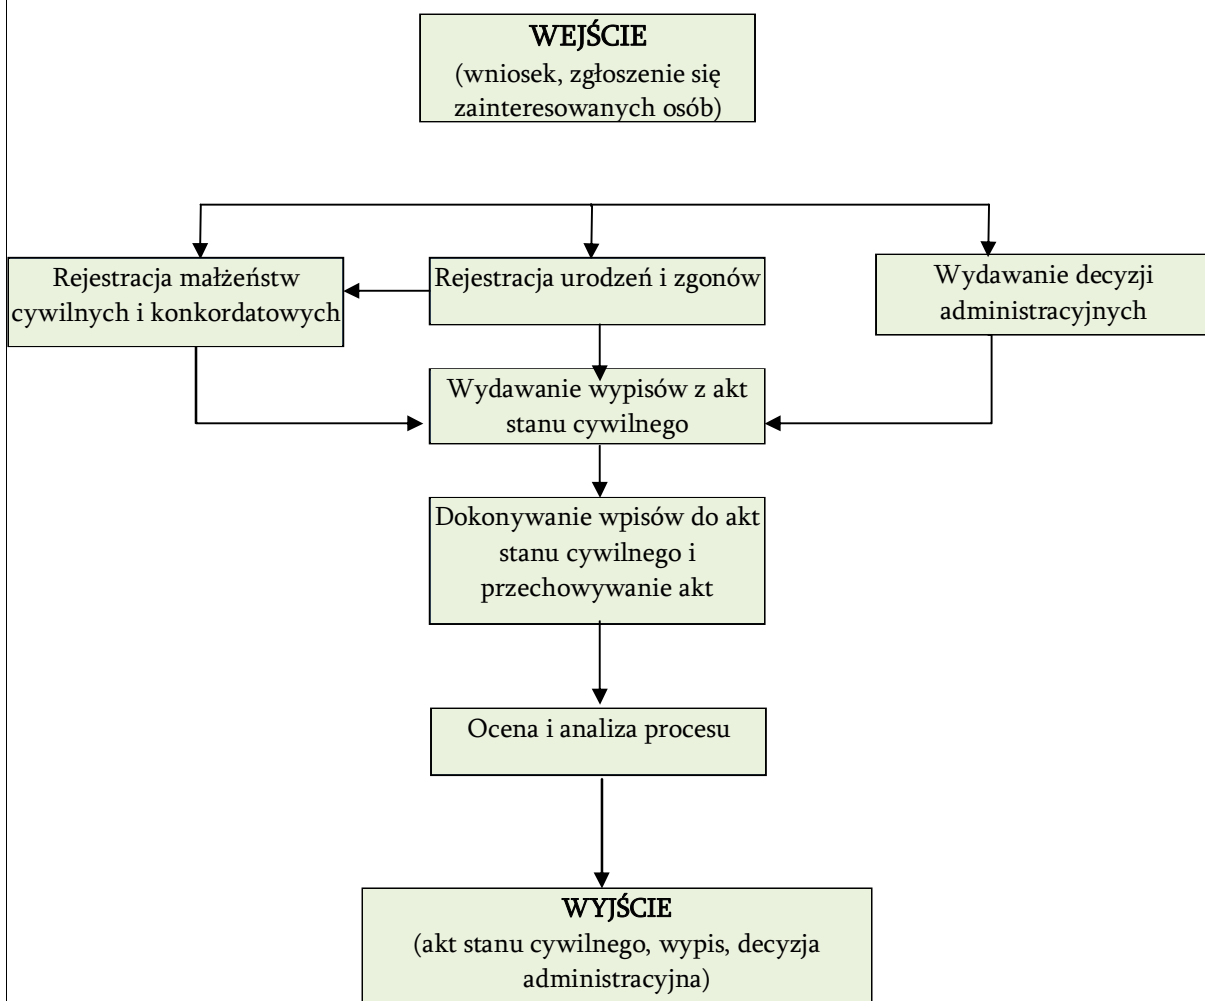 WEJŚCIE
(wniosek, zgłoszenie się
zainteresowanych osób)
Rejestracja małżeństw
cywilnych i konkordatowych
Rejestracja urodzeń i zgonów
Wydawanie decyzji
administracyjnych
Wydawanie wypisów z akt
stanu cywilnego
Dokonywanie wpisów do akt
stanu cywilnego i
przechowywanie akt
Ocena i analiza procesu
WYJŚCIE
(akt stanu cywilnego, wypis, decyzja
administracyjna)